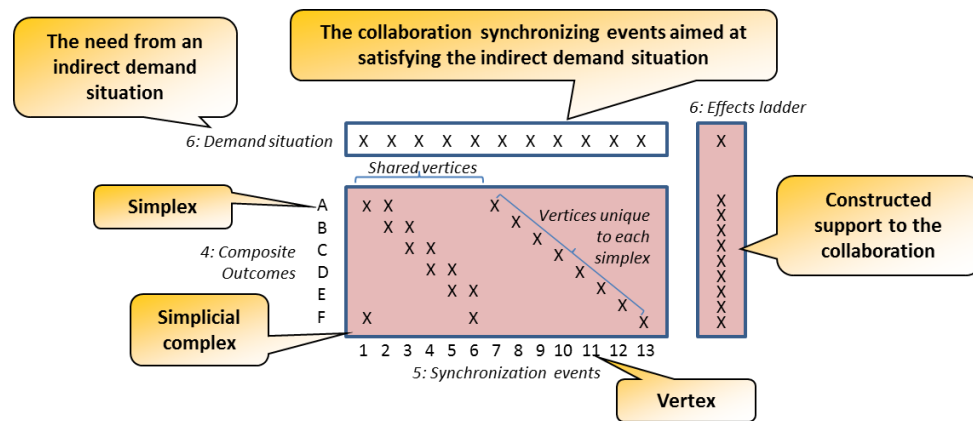 The need from an
indirect demand
situation
The collaboration synchronizing events aimed at
satisfying the indirect demand situation
6: Effects ladder
6: Demand situation
X X X X X X X X X X X
X
Shared vertices
Simplex
Simplicial
complex
4: Composite
Outcomes
A X X
B X X
C X X
D X X
E X X
F X X
X
X
X
X
X
X
X
X
Vertices unique
to each
simplex
1 2 3 4 5 6 7 8 9 10 11 12 13
5: Synchronization events
Vertex
X
X
X
X
X
X
X
X
X
Constructed
support to the
collaboration